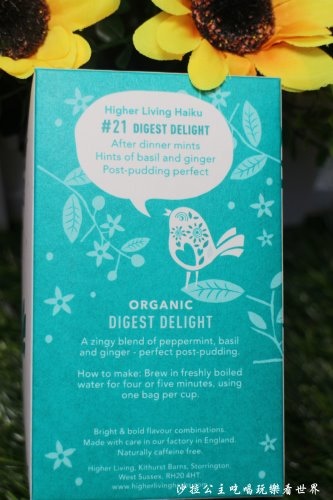 Higher Living Haiku
#21 DIGEST DELIGHT
After dinner mints
Hints of basil and ginger
Post-pudding perfect
ORGANIC
DIGEST DELIGHT
A zingy blend of peppermint, basil
and ginger - perfect post-pudding.
How to make: Brew in freshly boiled
water for four or five minutes, using
one bag per cup.
Bright & bold flavour combinations.
Made with care in our factory in England.
Naturally caffeine free.
Higher Living, Kithurst Barns, Storrington,
West Sussex, RH20 4HT
www.higherlivingh
沙拉公主吃喝玩樂看世界